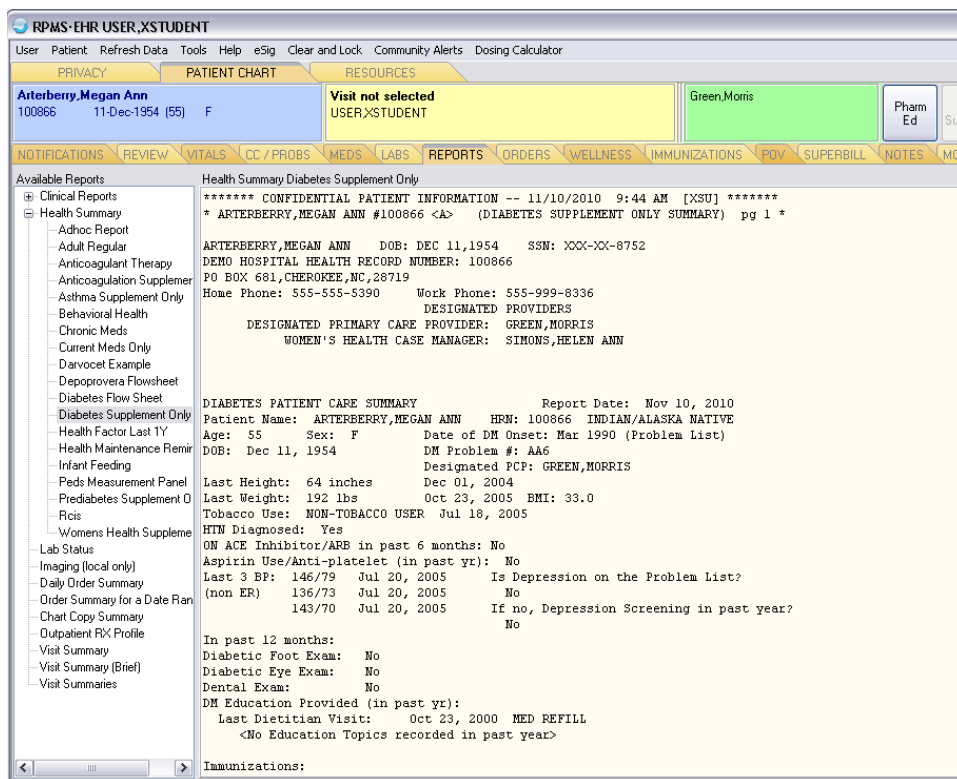 RPMS-EHR USER,XSTUDENT
User Patient Refresh Data Tools Help eSig Clear and Lock Community Alerts Dosing Calculator
PRIVACY PATIENT CHART RESOURCES
Arterberry,Megan Ann
100866 11-Dec-1954 (55) F
Visit not selected
USER,XSTUDENT
Green,Morris
Pharm
Ed
NOTIFICATIONS REVIEW VITALS CC / PROBS MEDS LABS REPORTS ORDERS WELLNESS IMMUNIZATIONS POV SUPERBILL NOTES
Available Reports
Clinical Reports
Health Summary
Adhoc Report
Adult Regular
Anticoagulant Therapy
Anticoagulation Supplemer
Asthma Supplement Only
Behavioral Health
Chronic Meds
Current Meds Only
Darvocet Example
Depoprovera Flowsheet
Diabetes Flow Sheet
Diabetes Supplement Only
Health Factor Last 1Y
Health Maintenance Remir
Infant Feeding
Peds Measurement Panel
Prediabetes Supplement O
Rcis
Womens Health Suppleme
Lab Status
Imaging (local only)
Daily Order Summary
Order Summary for a Date Ran
Chart Copy Summary
Outpatient RX Profile
Visit Summary
Visit Summary (Brief)
Visit Summaries
Health Summary Diabetes Supplement Only
******* CONFIDENTIAL PATIENT INFORMATION -- 11/10/2010 9:44 AM [XSU] *******
* ARTERBERRY,MEGAN ANN #100866 <A> (DIABETES SUPPLEMENT ONLY SUMMARY) pg 1 *
ARTERBERRY,MEGAN ANN DOB: DEC 11,1954 SSN: XXX-XX-8752
DEMO HOSPITAL HEALTH RECORD NUMBER: 100866
PO BOX 681,CHEROKEE,NC,28719
Home Phone: 555-555-5390 Work Phone: 555-999-8336
DESIGNATED PROVIDERS
DESIGNATED PRIMARY CARE PROVIDER: GREEN,MORRIS
WOMEN'S HEALTH CASE MANAGER: SIMONS,HELEN ANN
DIABETES PATIENT CARE SUMMARY Report Date: Nov 10, 2010
Patient Name: ARTERBERRY,MEGAN ANN HRN: 100866 INDIAN/ALASKA NATIVE
Age: 55 Sex: F Date of DM Onset: Mar 1990 (Problem List)
DOB: Dec 11, 1954 DM Problem #: AA6
Designated PCP: GREEN,MORRIS
Last Height: 64 inches Dec 01, 2004
Last Weight: 192 lbs Oct 23, 2005 BMI: 33.0
Tobacco Use: NON-TOBACCO USER Jul 18, 2005
HTN Diagnosed: Yes
ON ACE Inhibitor/ARB in past 6 months: No
Aspirin Use/Anti-platelet (in past yr): No
Last 3 BP: 146/79 Jul 20, 2005 Is Depression on the Problem List?
(non ER) 136/73 Jul 20, 2005 No
143/70 Jul 20, 2005 If no, Depression Screening in past year?
No
In past 12 months:
Diabetic Foot Exam: No
Diabetic Eye Exam: No
Dental Exam: No
DM Education Provided (in past yr):
Last Dietitian Visit: Oct 23, 2000 MED REFILL
<No Education Topics recorded in past year>
Immunizations: